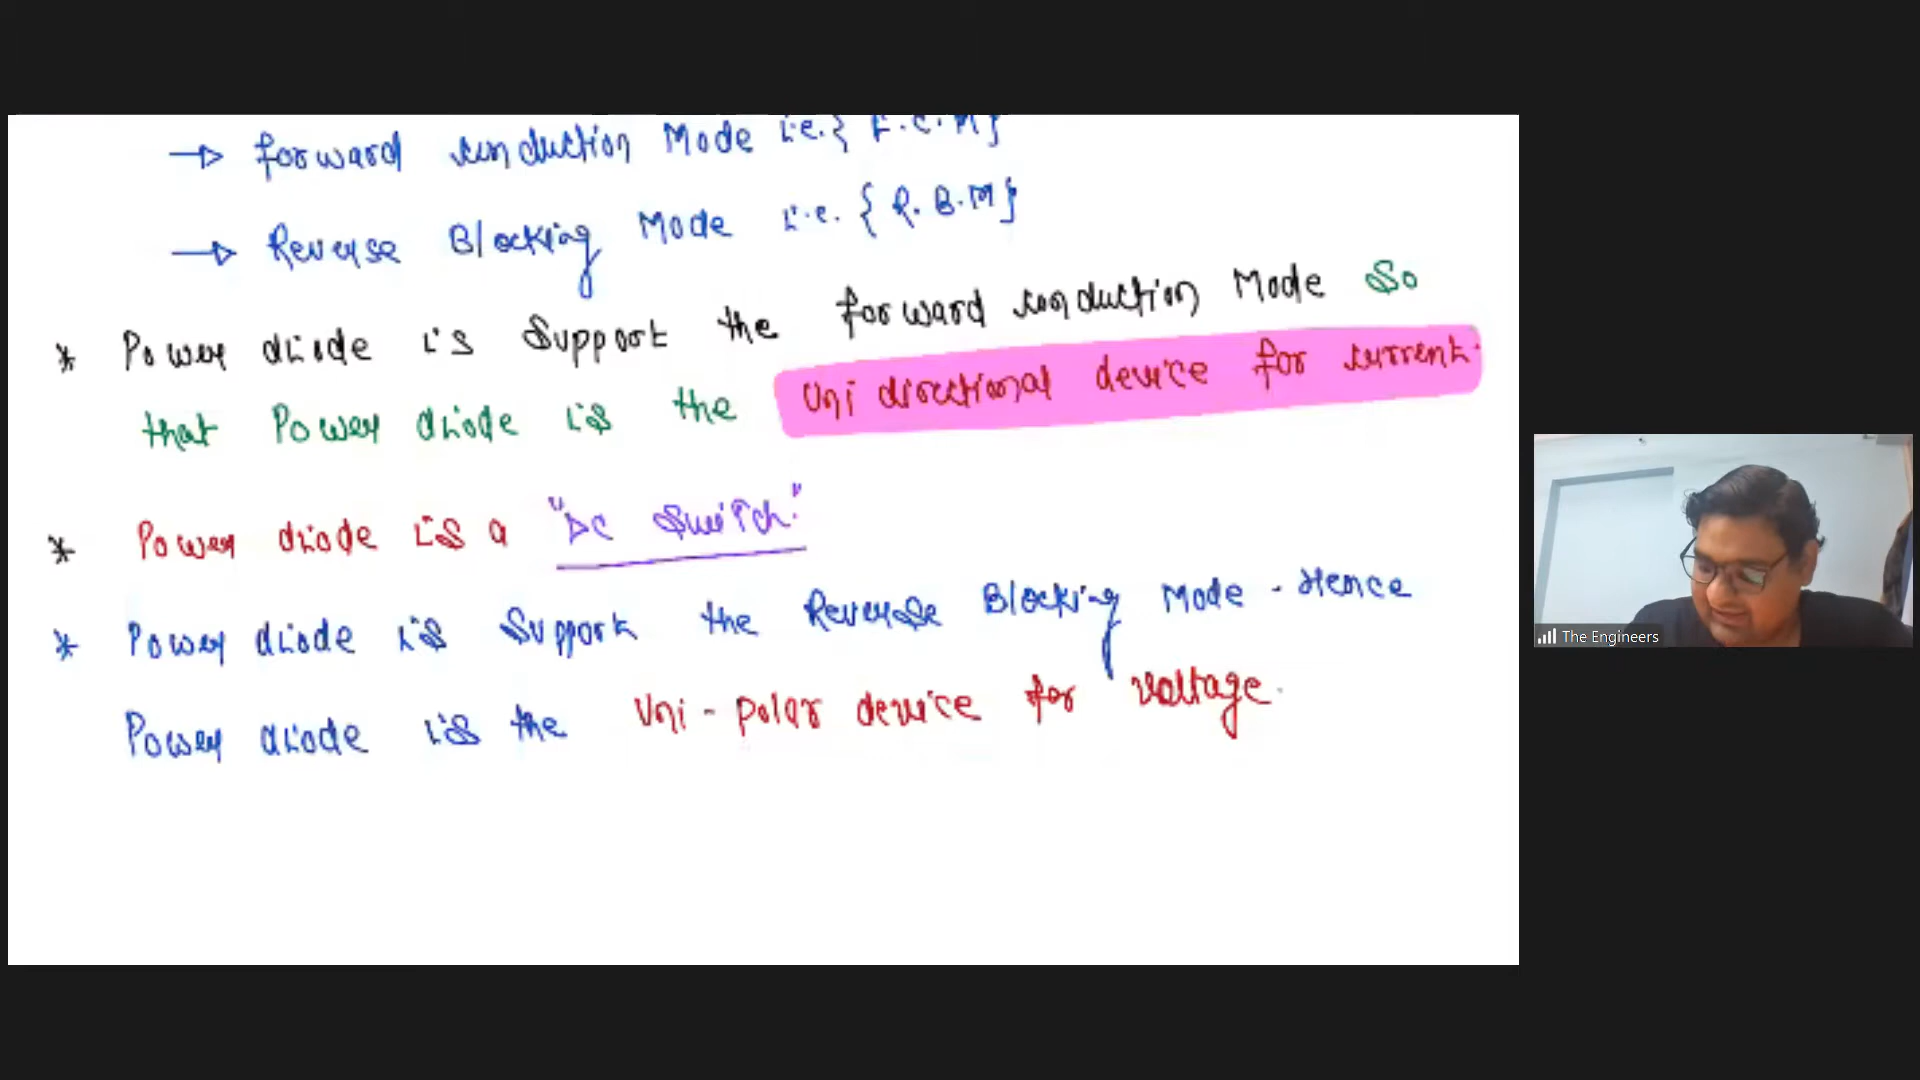 → forward conduction Mode i.e. { F.C.M}
→ Reverse Blocking Mode i.e. { R.B.M}
* Power diode is support the forward conduction Mode So
that Power diode is the Uni directional device for current.
* Power diode is a "DC Switch."
* Power diode is support the Reverse Blocking Mode - Hence
Power diode is the Uni-polar device for voltage.
The Engineers